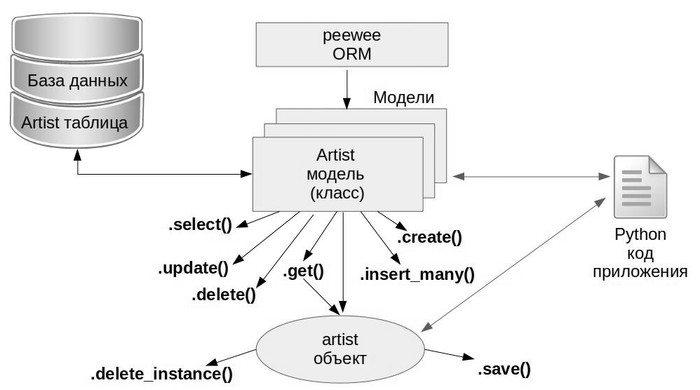 peewee
ORM
База данных
Artist таблица
Модели
Artist
модель
(класс)
Python
код
приложения
.select()
.update()
.delete()
.get()
.insert_many()
.create()
artist
объект
.delete_instance()
.save()